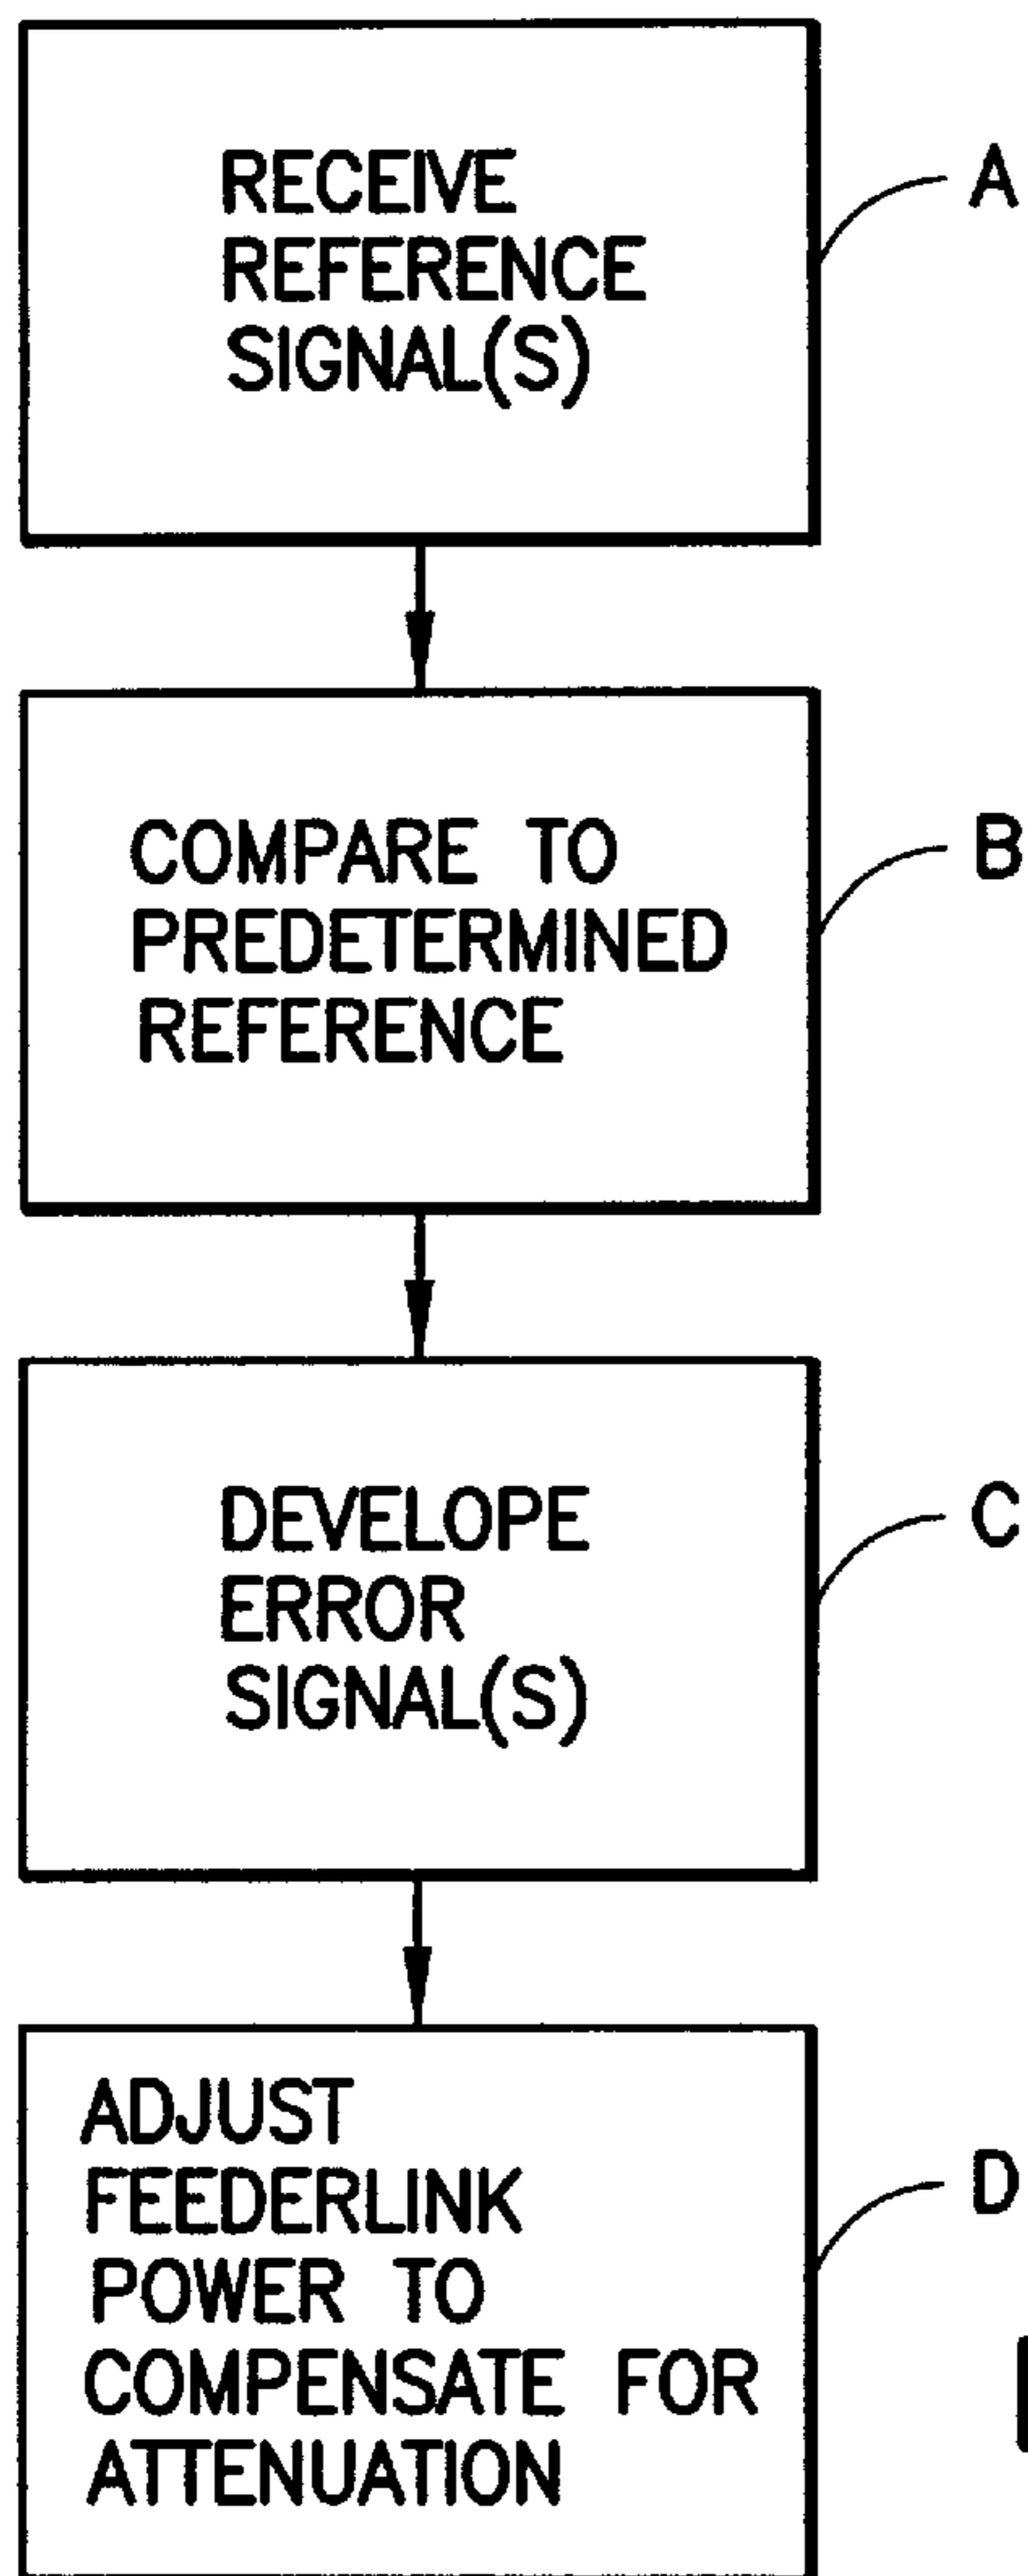 RECEIVE
REFERENCE
SIGNAL(S)
A
COMPARE TO
PREDETERMINED
REFERENCE
B
DEVELOPE
ERROR
SIGNAL(S)
C
ADJUST
FEEDERLINK
POWER TO
COMPENSATE FOR
ATTENUATION
D